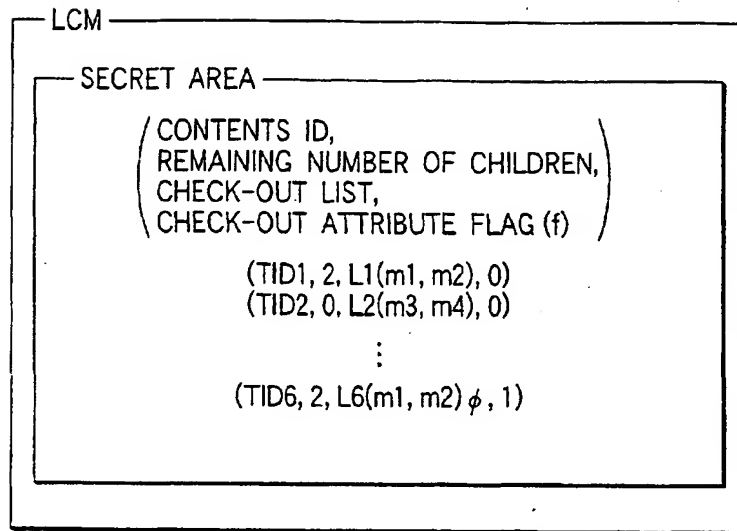 LCM
SECRET AREA
(CONTENTS ID,
REMAINING NUMBER OF CHILDREN,
CHECK-OUT LIST,
CHECK-OUT ATTRIBUTE FLAG (f))
(TID1, 2, L1(m1, m2), 0)
(TID2, 0, L2(m3, m4), 0)
⋮
(TID6, 2, L6(m1, m2) ϕ, 1)